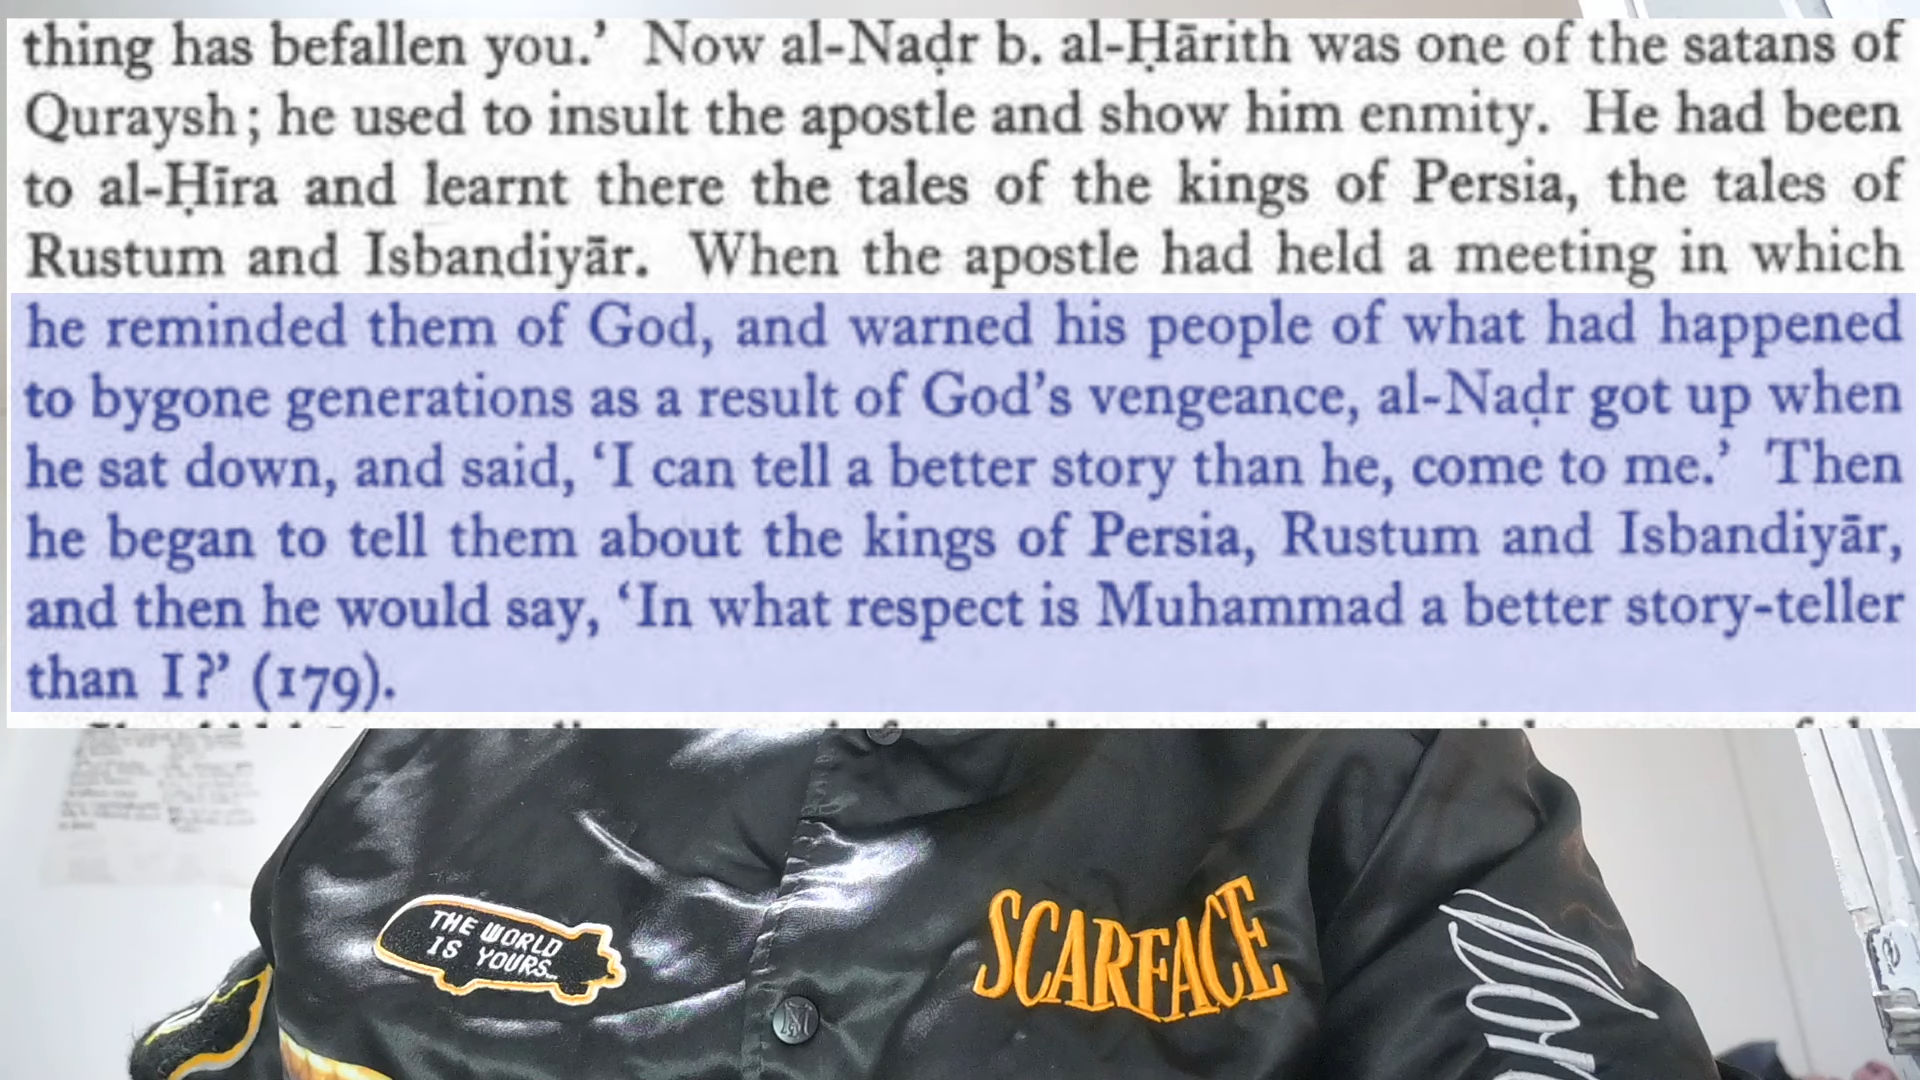 thing has befallen you.’ Now al-Naḍr b. al-Ḥārith was one of the satans of
Quraysh; he used to insult the apostle and show him enmity. He had been
to al-Ḥīra and learnt there the tales of the kings of Persia, the tales of
Rustum and Isbandiyār. When the apostle had held a meeting in which
he reminded them of God, and warned his people of what had happened
to bygone generations as a result of God’s vengeance, al-Naḍr got up when
he sat down, and said, ‘I can tell a better story than he, come to me.’ Then
he began to tell them about the kings of Persia, Rustum and Isbandiyār,
and then he would say, ‘In what respect is Muhammad a better story-teller
than I?’ (179).
THE WORLD
IS YOURS...
SCARFACE